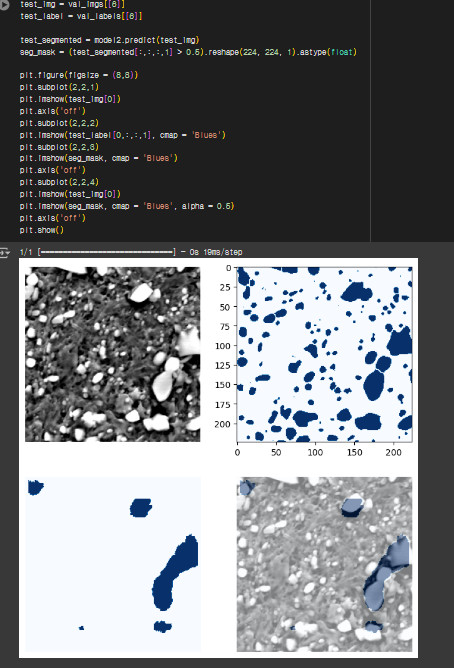 test_img = val_imgs[[6]]
test_label = val_labels[[6]]
test_segmented = model2.predict(test_img)
seg_mask = (test_segmented[:,:,:,1] > 0.5).reshape(224, 224, 1).astype(float)
plt.figure(figsize = (8,8))
plt.subplot(2,2,1)
plt.imshow(test_img[0])
plt.axis('off')
plt.subplot(2,2,2)
plt.imshow(test_label[0,:,:,1], cmap = 'Blues')
plt.subplot(2,2,3)
plt.imshow(seg_mask, cmap = 'Blues')
plt.axis('off')
plt.subplot(2,2,4)
plt.imshow(test_img[0])
plt.imshow(seg_mask, cmap = 'Blues', alpha = 0.5)
plt.axis('off')
plt.show()
1/1 [==============================] - 0s 19ms/step
0
25
50
75
100
125
150
175
200
0 50 100 150 200